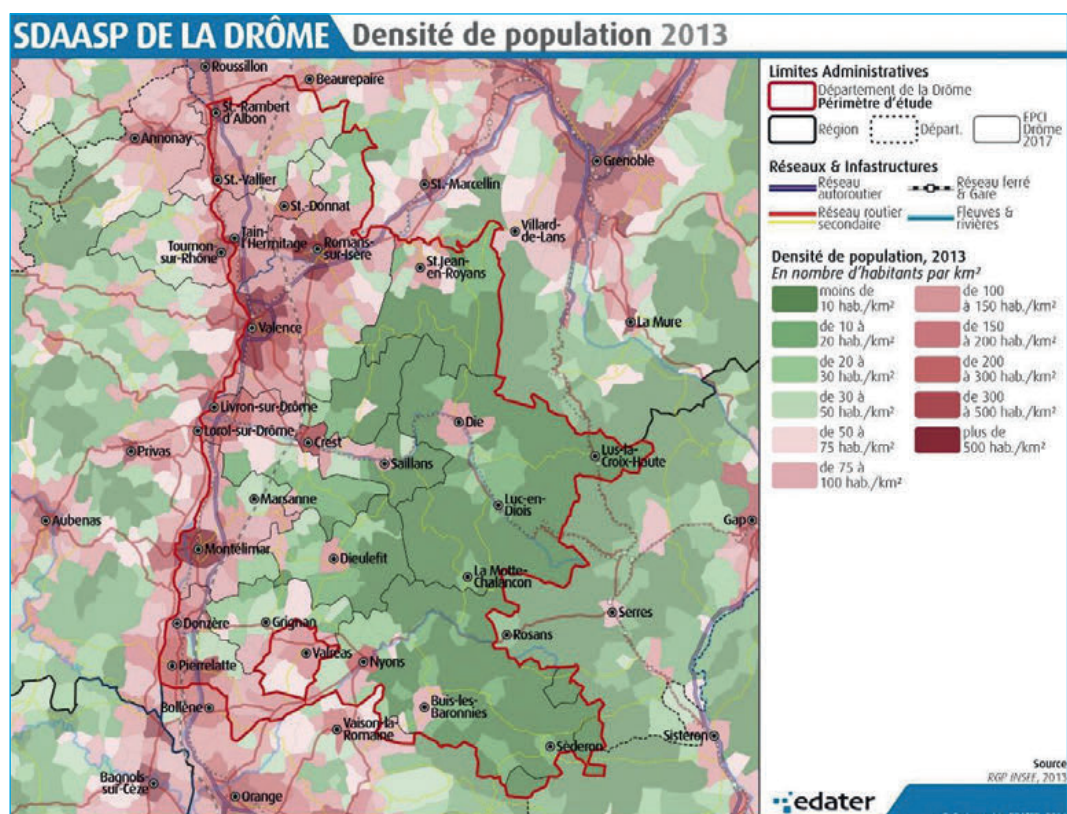 SDAASP DE LA DRÔME Densité de population 2013
Roussillon
Beaurepaire
St.-Rambert
d'Albon
Annonay
Grenoble
St.-Vallier
St.-Marcellin
St.-Donnat
Tain-
l'Hermitage
Romans-
sur-Isère
Villard-
de-Lans
Tournon-
sur-Rhône
St.Jean-
en-Royans
Valence
La Mure
Livron-sur-Drôme
Die
Loroi-sur-Drôme
Crest
Privas
Saillans
Lus-la-
Croix-Haute
Marsanne
Luc-en-
Diois
Aubenas
Gap
Montélimar
Dieulefit
La Motte-
Chalancon
Serres
Donzère
Grignan
Rosans
Valréas
Nyons
Pierrelatte
Bollène
Buis-les-
Baronnies
Vaison-la-
Romaine
Séderon
Sisteron
Bagnols-
sur-Cèze
Orange
Limites Administratives
Département de la Drôme
Périmètre d'étude
Région
Départ.
EPCI
Drôme
2017
Réseaux & Infastructures
Réseau
autoroutier
Réseau ferré
& Gare
Réseau routier
secondaire
Fleuves &
rivières
Densité de population, 2013
En nombre d'habitants par km²
moins de
10 hab./km²
de 10 à
20 hab./km²
de 20 à
30 hab./km²
de 30 à
50 hab./km²
de 50 à
75 hab./km²
de 75 à
100 hab./km²
de 100
à 150 hab./km²
de 150
à 200 hab./km²
de 200
à 300 hab./km²
de 300
à 500 hab./km²
plus de
500 hab./km²
Source
RGP INSEE, 2013
edater